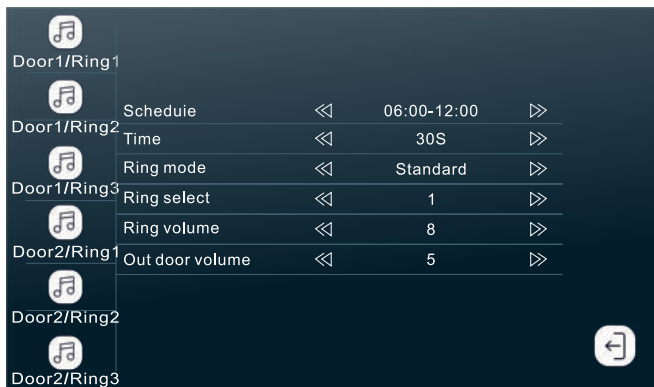 Door1/Ring1
Door1/Ring2
Door1/Ring3
Door2/Ring1
Door2/Ring2
Door2/Ring3
Scheduie 06:00-12:00
Time 30S
Ring mode Standard
Ring select 1
Ring volume 8
Out door volume 5